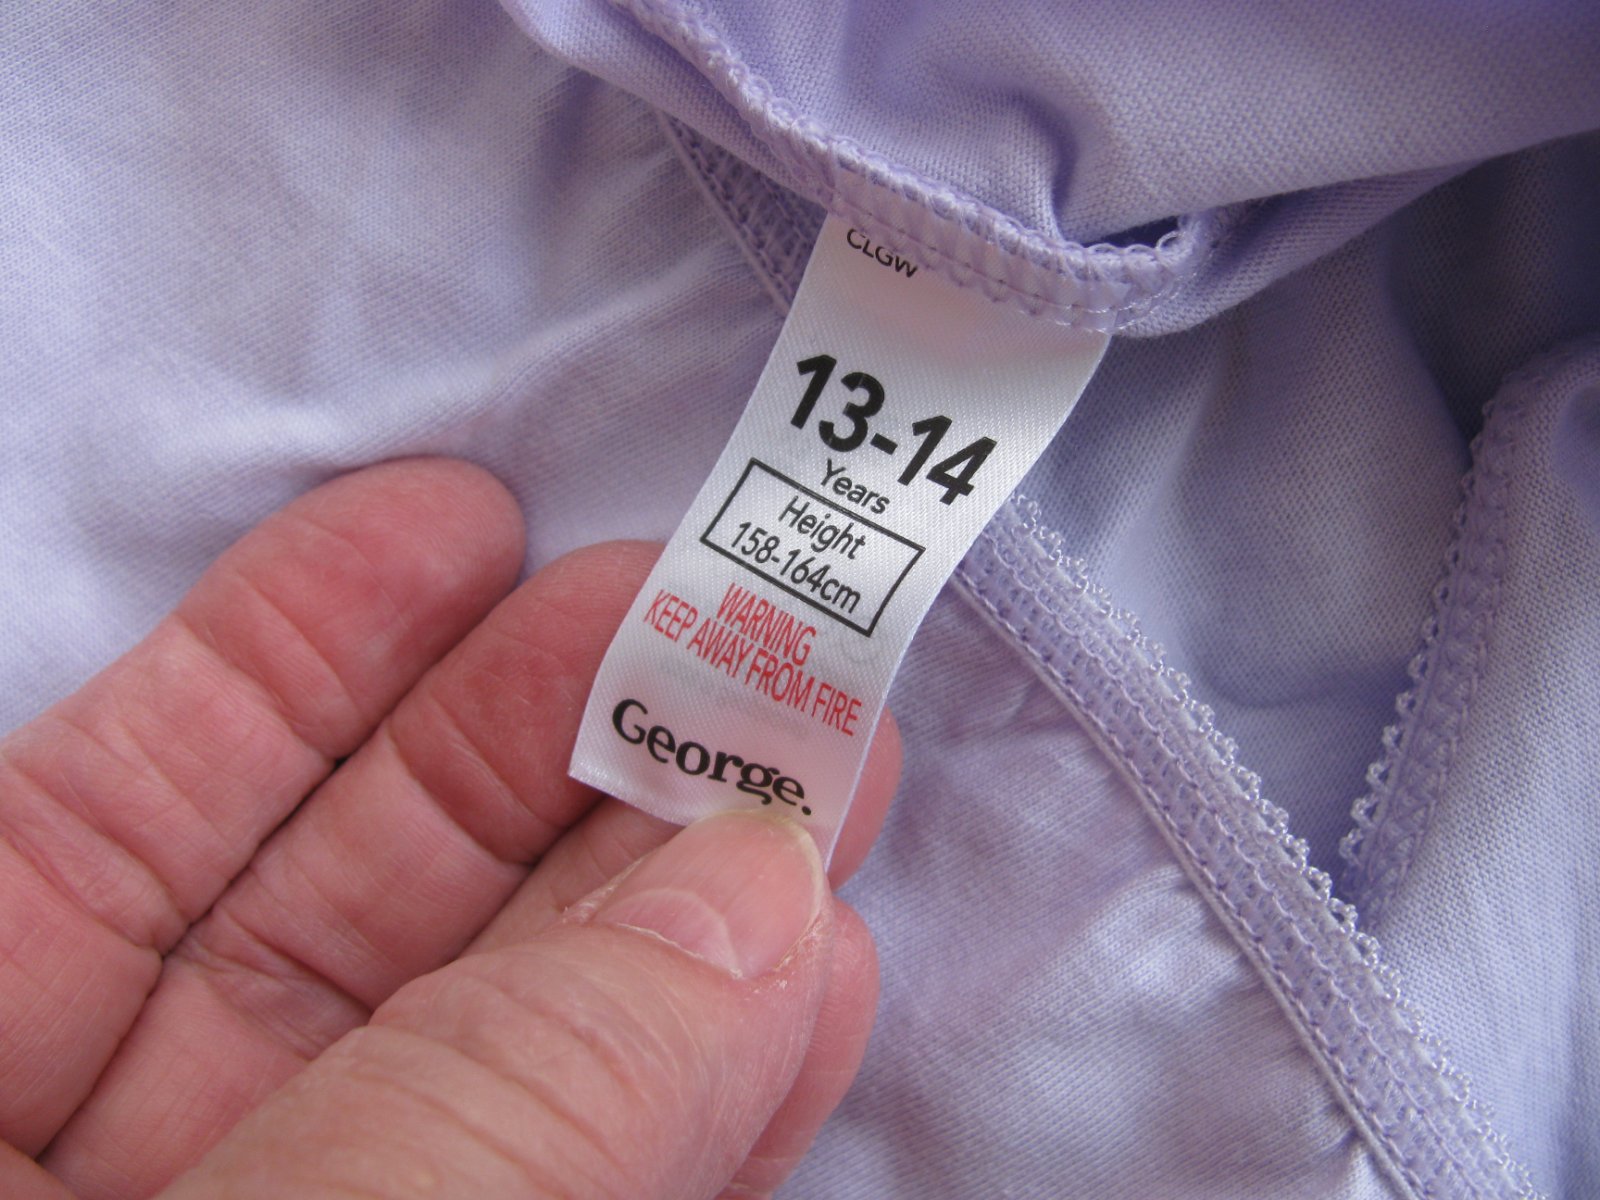 CLGW
13-14
Years
Height
158-164cm
WARNING
KEEP AWAY FROM FIRE
George.